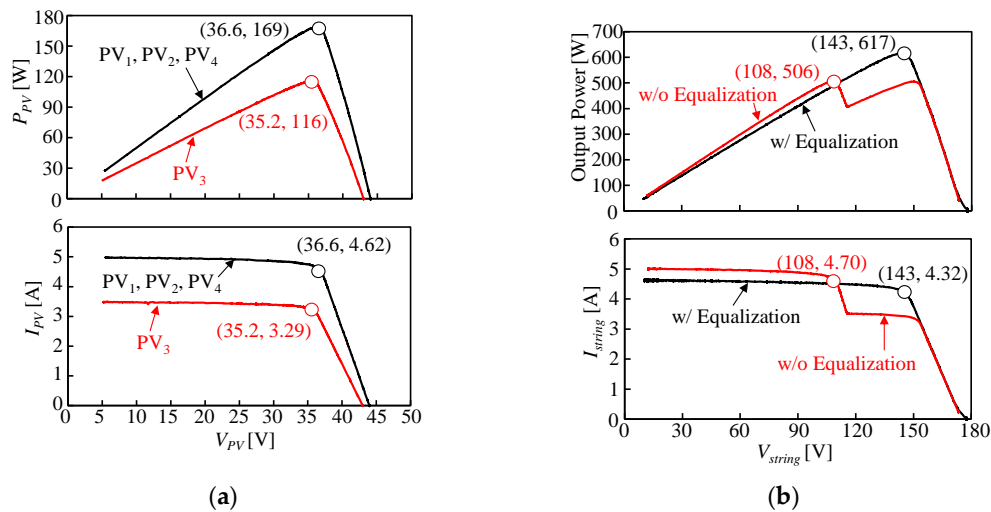 180
150
120
90
60
30
0
P_PV [W]
(36.6, 169)
PV1, PV2, PV4
(35.2, 116)
PV3
6
5
4
3
2
1
0
I_PV [A]
(36.6, 4.62)
PV1, PV2, PV4
(35.2, 3.29)
PV3
0 5 10 20 30 40 50
V_PV [V]
(a)
700
600
500
400
300
200
100
0
Output Power [W]
(143, 617)
(108, 506)
w/o Equalization
w/ Equalization
6
5
4
3
2
1
0
I_string [A]
(108, 4.70)
(143, 4.32)
w/ Equalization
w/o Equalization
0 30 60 90 120 150 180
V_string [V]
(b)